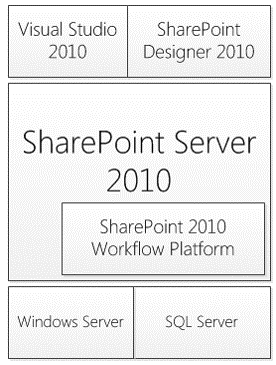 Visual Studio
2010
SharePoint
Designer 2010
SharePoint Server
2010
SharePoint 2010
Workflow Platform
Windows Server
SQL Server